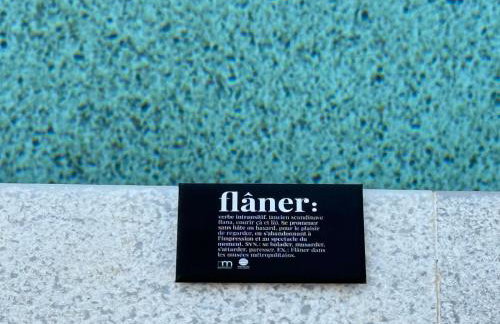 flâner:
verbe intransitif. (ancien scandinave
flana, courir çà et là). Se promener
sans hâte au hasard, pour le plaisir
de regarder, en s'abandonnant à
l'impression et au spectacle du
moment. SYN.: se balader, musarder,
s'attarder, paresser. EX.: Flâner dans
les musées métropolitains.
m